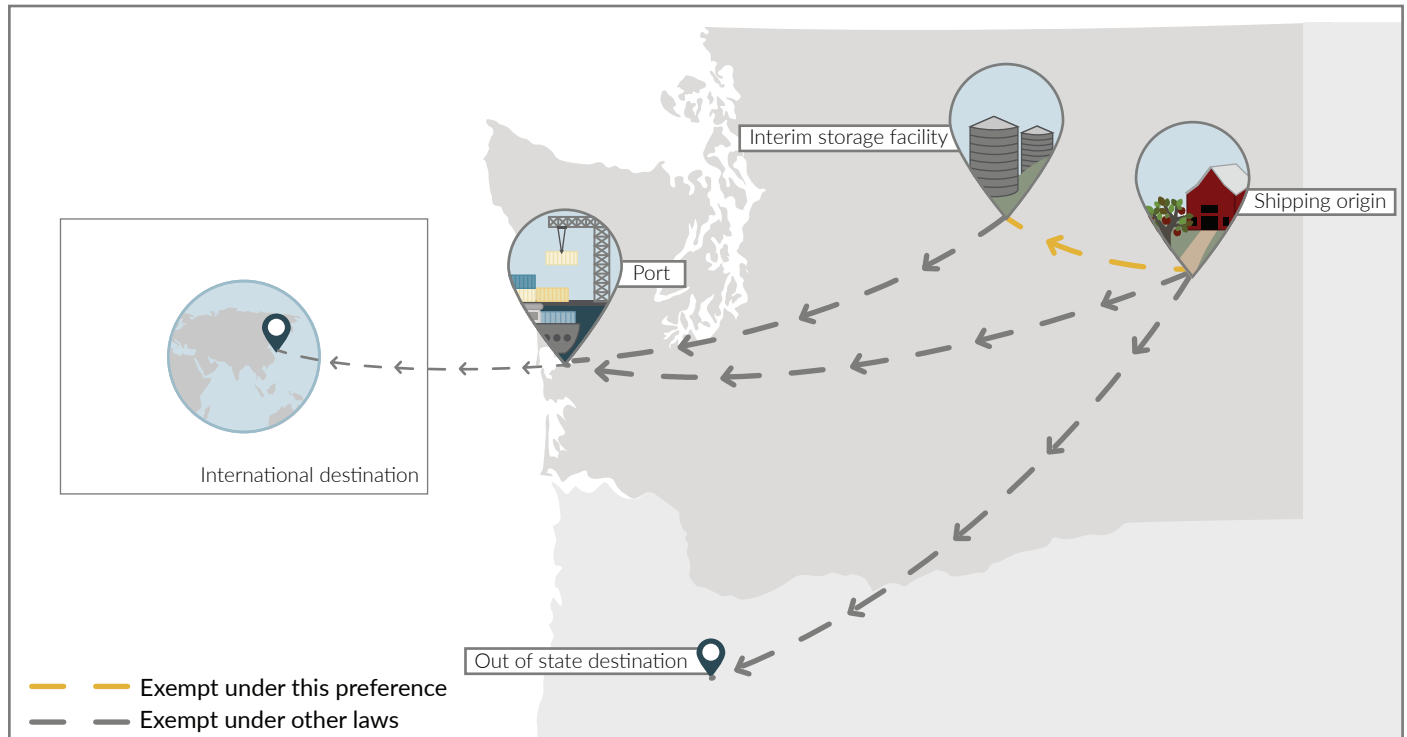 Interim storage facility
Shipping origin
Port
International destination
Out of state destination
Exempt under this preference
Exempt under other laws